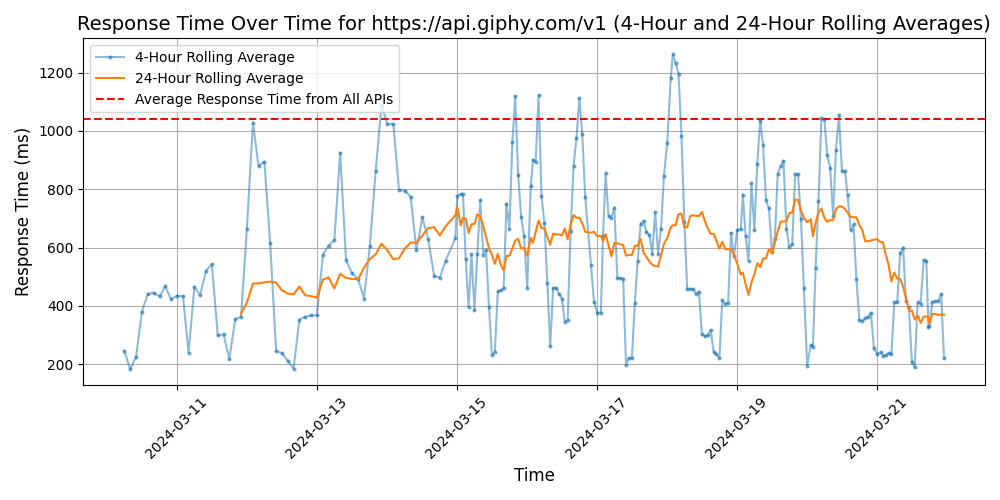 Response Time Over Time for https://api.giphy.com/v1 (4-Hour and 24-Hour Rolling Averages)
4-Hour Rolling Average
24-Hour Rolling Average
Average Response Time from All APIs
Response Time (ms)
1200
1000
800
600
400
200
2024-03-11
2024-03-13
2024-03-15
2024-03-17
2024-03-19
2024-03-21
Time